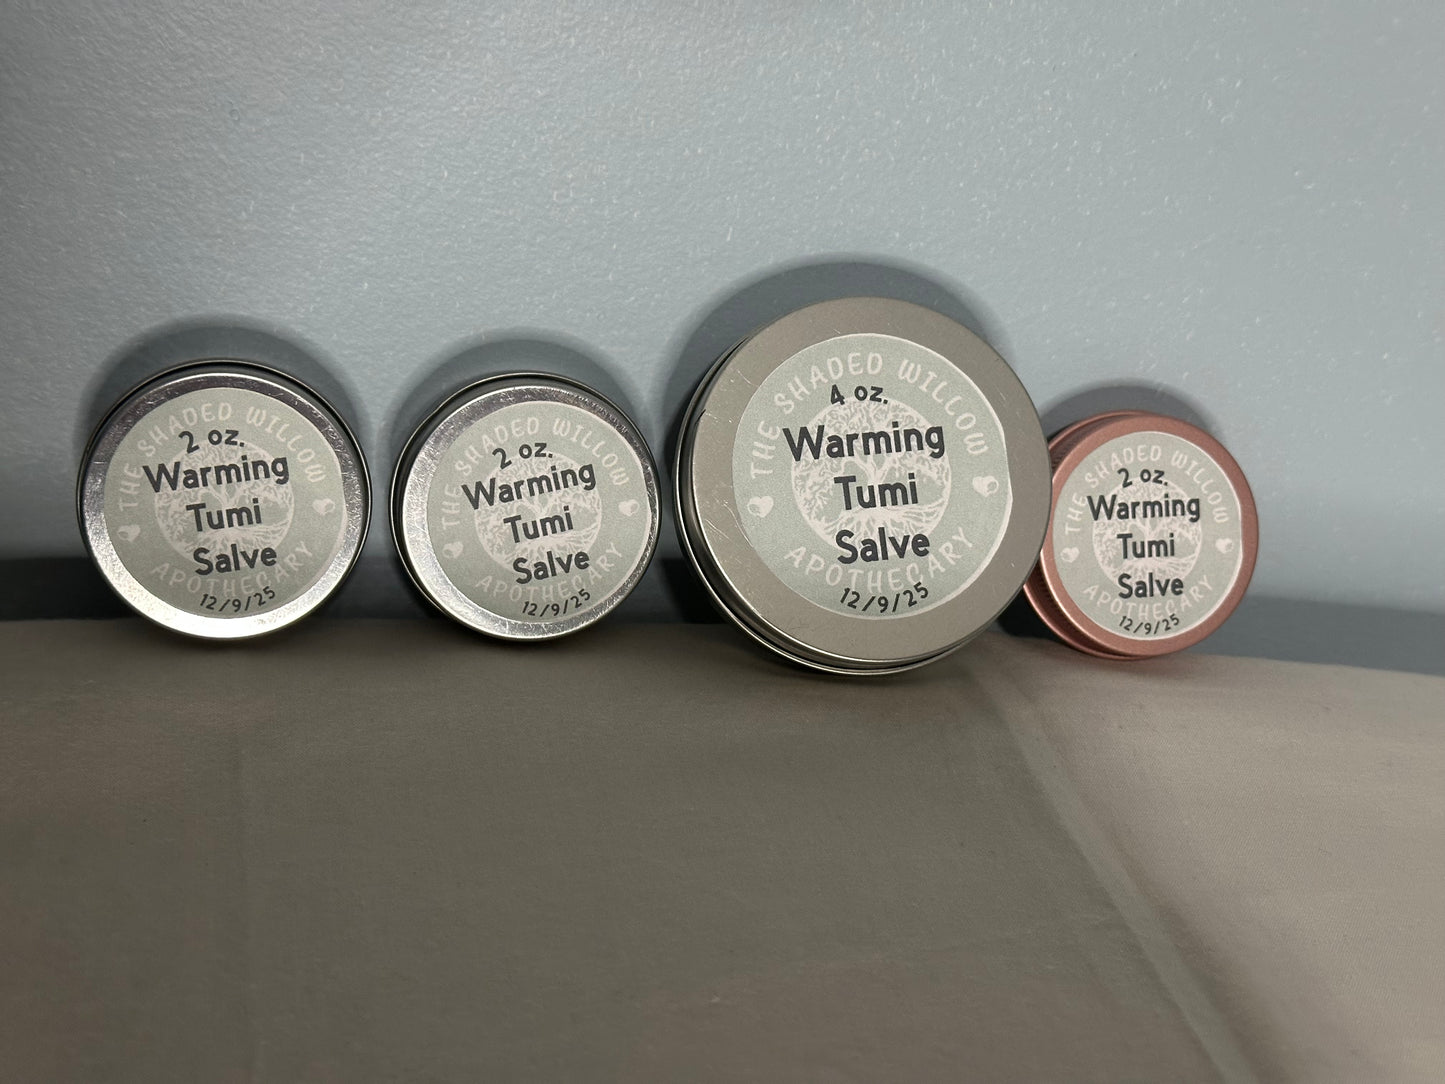 THE SHADED WILLOW
2 oz.
Warming
Tumi
Salve
APOTHECARY
12/9/25
THE SHADED WILLOW
2 oz.
Warming
Tumi
Salve
APOTHECARY
12/9/25
THE SHADED WILLOW
4 oz.
Warming
Tumi
Salve
APOTHECARY
12/9/25
THE SHADED WILLOW
2 oz.
Warming
Tumi
Salve
APOTHECARY
12/9/25